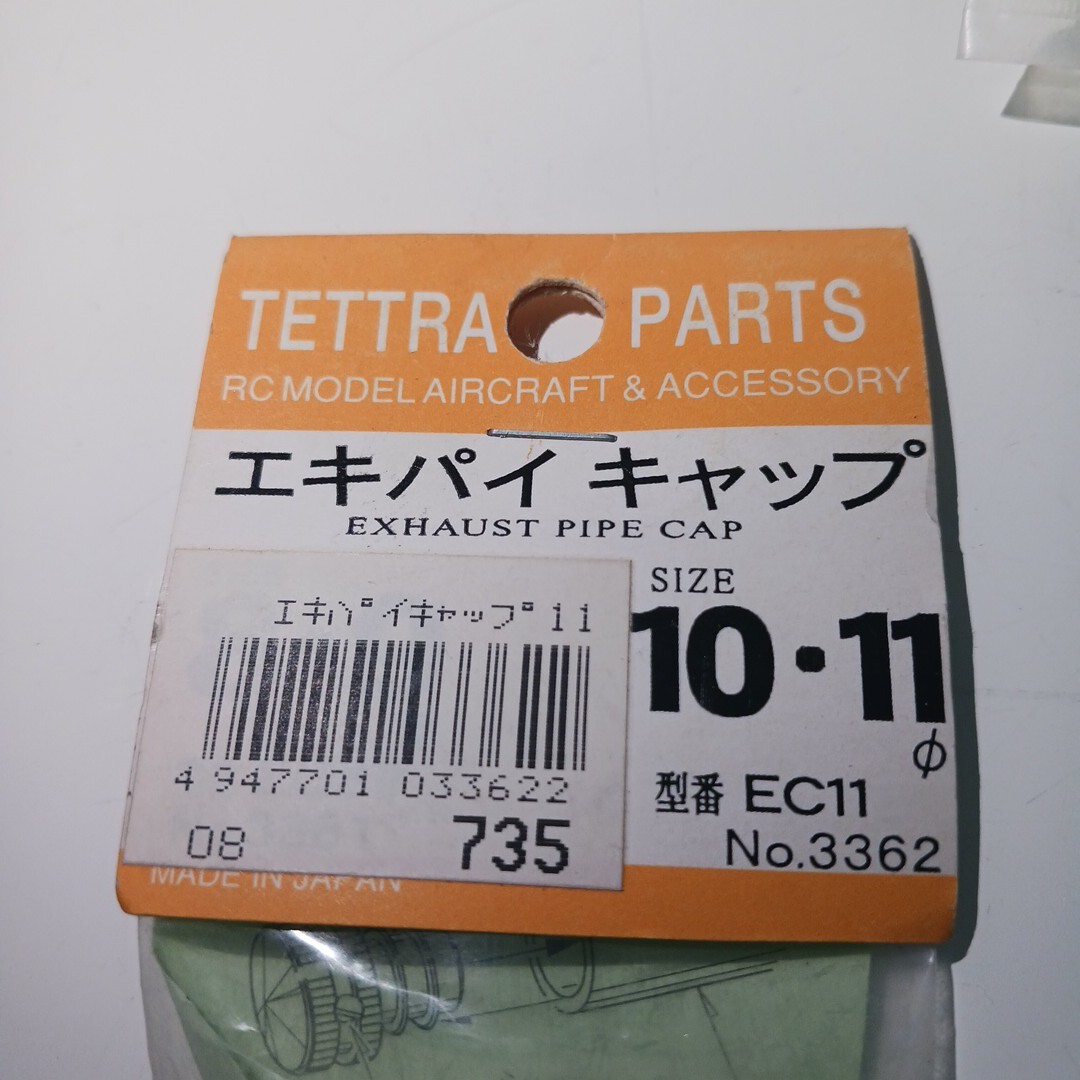 TETTRA PARTS
RC MODEL AIRCRAFT & ACCESSORY
エキパイ キャップ
EXHAUST PIPE CAP
SIZE
10・11
φ
型番 EC11
No.3362
エキパイキャップ11
4 947701 033622
08 735
MADE IN JAPAN